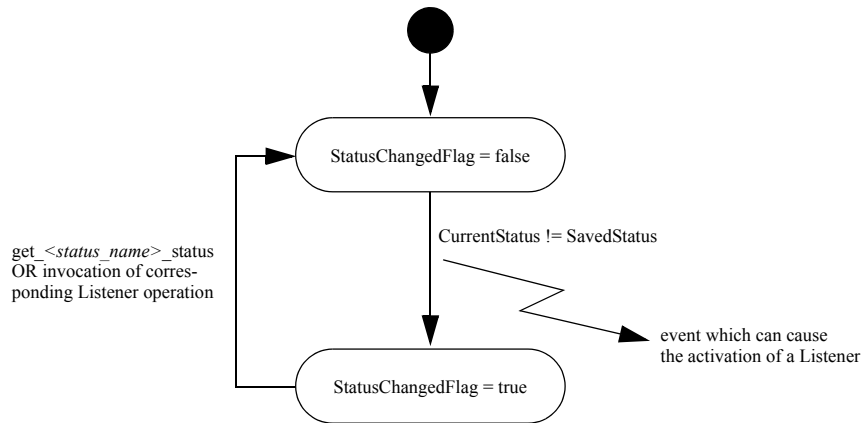 StatusChangedFlag = false
CurrentStatus != SavedStatus
get_<status_name>_status
OR invocation of corres-
ponding Listener operation
event which can cause
the activation of a Listener
StatusChangedFlag = true